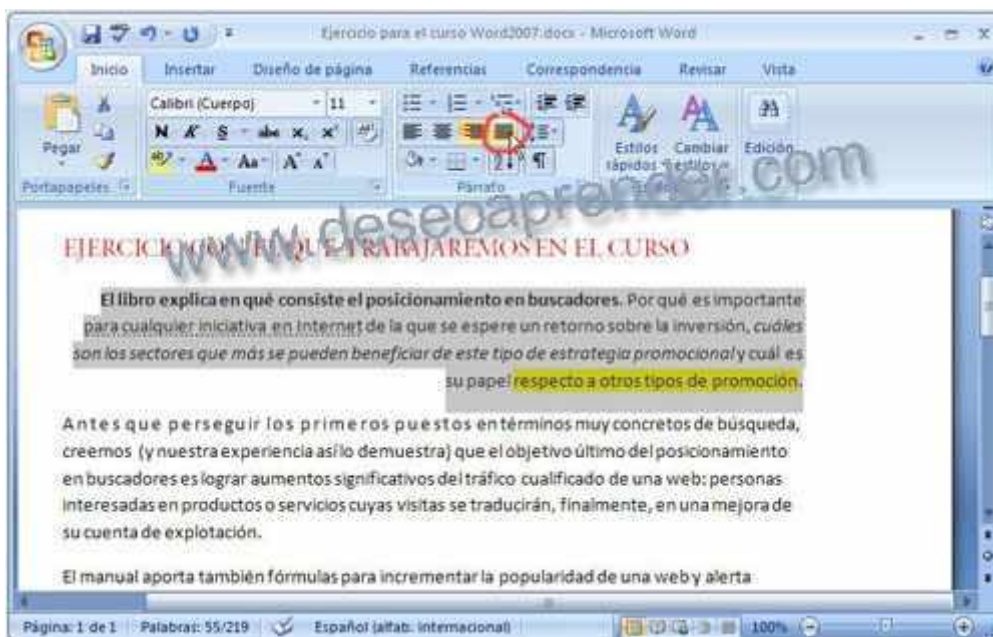 Ejercicio para el curso Word2007.docx - Microsoft Word
Inicio Insertar Diseño de página Referencias Correspondencia Revisar Vista
Calibri (Cuerpo) 11
N K S abc x, x'
Pegar
Aa A A
Estilos rápidos Cambiar estilos Edición
Portapapeles Fuente Párrafo
www.deseoaprender.com
EJERCICIO CON EL QUE TRABAJAREMOS EN EL CURSO
El libro explica en qué consiste el posicionamiento en buscadores. Por qué es importante
para cualquier iniciativa en Internet de la que se espere un retorno sobre la inversión, cuáles
son los sectores que más se pueden beneficiar de este tipo de estrategia promocional y cuál es
su papel respecto a otros tipos de promoción.
Antes que perseguir los primeros puestos en términos muy concretos de búsqueda,
creemos (y nuestra experiencia así lo demuestra) que el objetivo último del posicionamiento
en buscadores es lograr aumentos significativos del tráfico cualificado de una web: personas
interesadas en productos o servicios cuyas visitas se traducirán, finalmente, en una mejora de
su cuenta de explotación.
El manual aporta también fórmulas para incrementar la popularidad de una web y alerta
Página: 1 de 1 Palabras: 55/219 Español (alfab. internacional) 100%